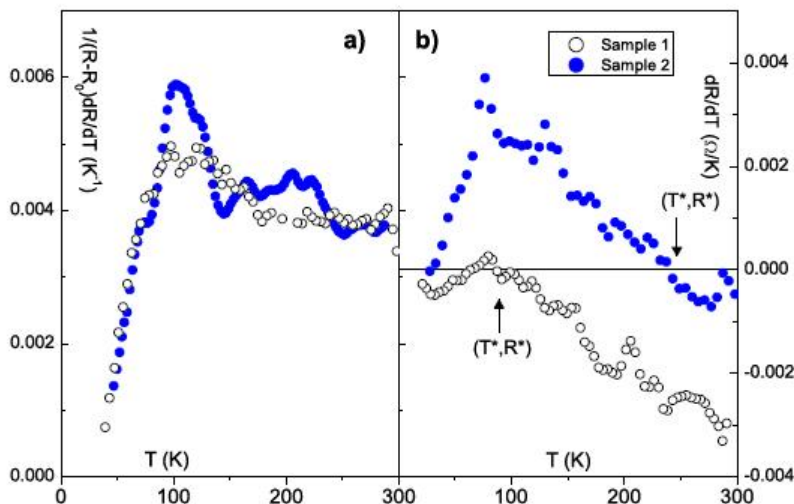 a)
1/(R-R₀)dR/dT (K⁻¹)
0.006
0.004
0.002
0.000
T (K)
0
100
200
300
b)
Sample 1
Sample 2
dR/dT (Ω/K)
0.004
0.002
0.000
-0.002
-0.004
(T*,R*)
(T*,R*)
T (K)
100
200
300